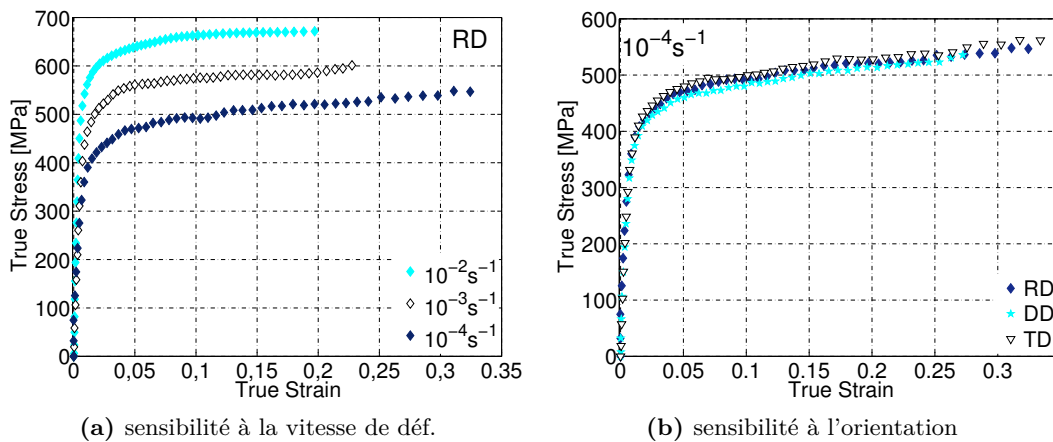 700
600
500
400
300
200
100
0
True Stress [MPa]
RD
10⁻²s⁻¹
10⁻³s⁻¹
10⁻⁴s⁻¹
0 0,05 0,1 0,15 0,2 0,25 0,3 0.35
True Strain
(a) sensibilité à la vitesse de déf.
600
500
400
300
200
100
0
True Stress [MPa]
10⁻⁴s⁻¹
RD
DD
TD
0 0.05 0.1 0.15 0.2 0.25 0.3
True Strain
(b) sensibilité à l'orientation